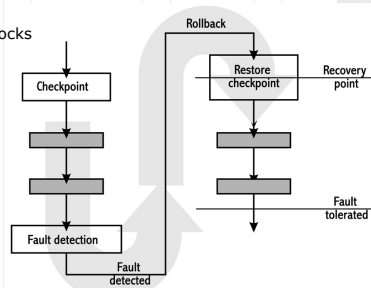 ocks
Rollback
Checkpoint
Restore
checkpoint
Recovery
point
Fault detection
Fault
detected
Fault
tolerated